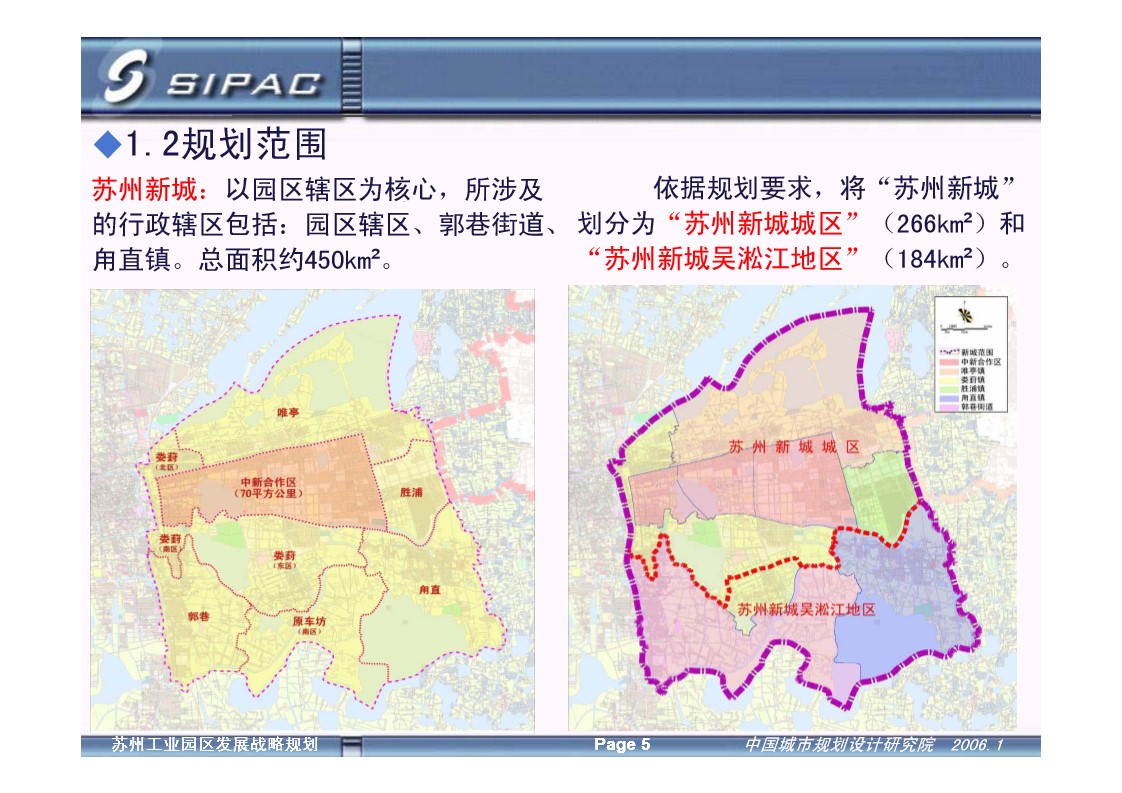 SIPAC
◆1.2规划范围
苏州新城：以园区辖区为核心，所涉及
的行政辖区包括：园区辖区、郭巷街道、
甪直镇。总面积约450km²。
依据规划要求，将“苏州新城”
划分为“苏州新城城区”（266km²）和
“苏州新城吴淞江地区”（184km²）。
唯亭
娄葑
（北区）
中新合作区
（70平方公里）
胜浦
娄葑
（南区）
娄葑
（东区）
甪直
郭巷
原车坊
（南区）
新城范围
中新合作区
唯亭镇
娄葑镇
胜浦镇
甪直镇
郭巷街道
苏州新城城区
苏州新城吴淞江地区
苏州工业园区发展战略规划
Page 5
中国城市规划设计研究院 2006.1